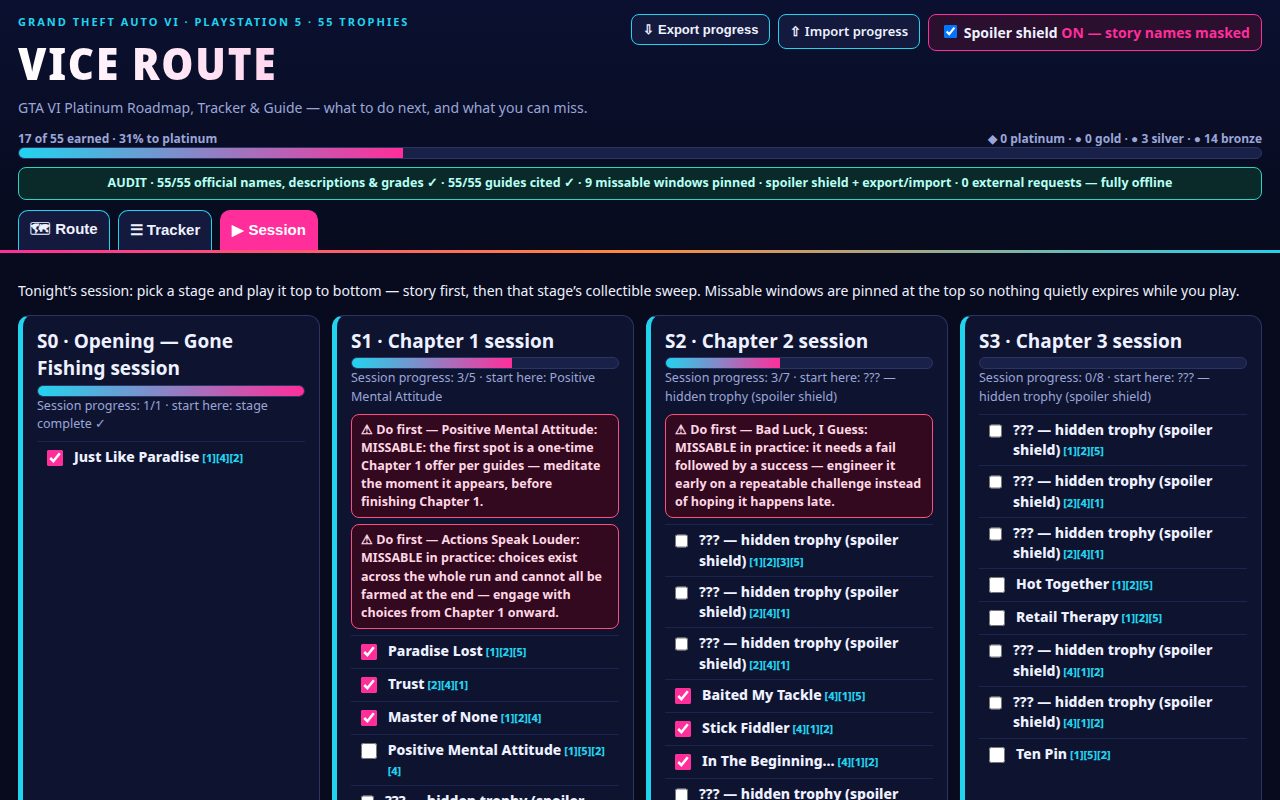 GRAND THEFT AUTO VI · PLAYSTATION 5 · 55 TROPHIES
⇩ Export progress
⇧ Import progress
Spoiler shield ON — story names masked
VICE ROUTE
GTA VI Platinum Roadmap, Tracker & Guide — what to do next, and what you can miss.
17 of 55 earned · 31% to platinum
◆ 0 platinum · ● 0 gold · ● 3 silver · ● 14 bronze
AUDIT · 55/55 official names, descriptions & grades ✓ · 55/55 guides cited ✓ · 9 missable windows pinned · spoiler shield + export/import · 0 external requests — fully offline
🗺 Route
☰ Tracker
▶ Session
Tonight's session: pick a stage and play it top to bottom — story first, then that stage's collectible sweep. Missable windows are pinned at the top so nothing quietly expires while you play.
S0 · Opening — Gone
Fishing session
Session progress: 1/1 · start here: stage
complete ✓
Just Like Paradise [1][4][2]
S1 · Chapter 1 session
Session progress: 3/5 · start here: Positive
Mental Attitude
⚠ Do first — Positive Mental Attitude:
MISSABLE: the first spot is a one-time
Chapter 1 offer per guides — meditate
the moment it appears, before
finishing Chapter 1.
⚠ Do first — Actions Speak Louder:
MISSABLE in practice: choices exist
across the whole run and cannot all be
farmed at the end — engage with
choices from Chapter 1 onward.
Paradise Lost [1][2][5]
Trust [2][4][1]
Master of None [1][2][4]
Positive Mental Attitude [1][5][2]
[4]
??? — hidden trophy (spoiler
S2 · Chapter 2 session
Session progress: 3/7 · start here: ??? —
hidden trophy (spoiler shield)
⚠ Do first — Bad Luck, I Guess:
MISSABLE in practice: it needs a fail
followed by a success — engineer it
early on a repeatable challenge instead
of hoping it happens late.
??? — hidden trophy (spoiler
shield) [1][2][3][5]
??? — hidden trophy (spoiler
shield) [2][4][1]
??? — hidden trophy (spoiler
shield) [2][4][1]
Baited My Tackle [4][1][5]
Stick Fiddler [4][1][2]
In The Beginning... [4][1][2]
??? — hidden trophy (spoiler
S3 · Chapter 3 session
Session progress: 0/8 · start here: ??? —
hidden trophy (spoiler shield)
??? — hidden trophy (spoiler
shield) [1][2][5]
??? — hidden trophy (spoiler
shield) [2][4][1]
??? — hidden trophy (spoiler
shield) [2][4][1]
Hot Together [1][2][5]
Retail Therapy [1][2][5]
??? — hidden trophy (spoiler
shield) [4][1][2]
??? — hidden trophy (spoiler
shield) [4][1][2]
Ten Pin [1][5][2]